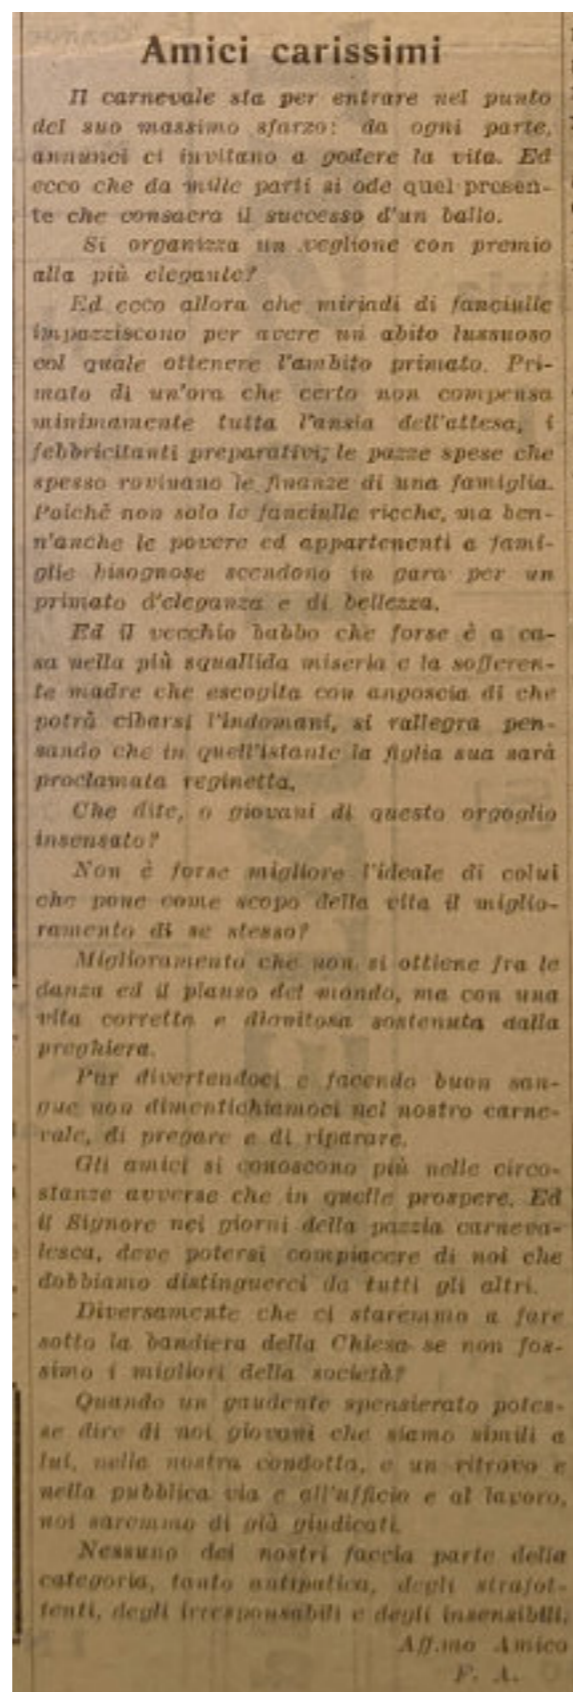 Amici carissimi
Il carnevale sta per entrare nel punto
del suo massimo sfarzo: da ogni parte,
annunci ci invitano a godere la vita. Ed
ecco che da mille parti si ode quel presen-
te che consacra il successo d'un ballo.
Si organizza un veglione con premio
alla più elegante?
Ed ecco allora che miriadi di fanciulle
impazziscono per avere un abito lussuoso
col quale ottenere l'ambito primato. Pri-
mato di un'ora che certo non compensa
minimamente tutta l'ansia dell'attesa, i
febbricitanti preparativi; le pazze spese che
spesso rovinano le finanze di una famiglia.
Poichè non solo le fanciulle ricche, ma ben-
n'anche le povere ed appartenenti a fami-
glie bisognose scendono in gara per un
primato d'eleganza e di bellezza.
Ed il vecchio babbo che forse è a ca-
sa nella più squallida miseria e la sofferen-
te madre che escogita con angoscia di che
potrà cibarsi l'indomani, si rallegra pen-
sando che in quell'istante la figlia sua sarà
proclamata reginetta.
Che dite, o giovani di questo orgoglio
insensato?
Non è forse migliore l'ideale di colui
che pone come scopo della vita il miglio-
ramento di se stesso?
Miglioramento che non si ottiene fra le
danza ed il plauso del mondo, ma con una
vita corretta e dignitosa sostenuta dalla
preghiera.
Pur divertendoci e facendo buon san-
gue non dimentichiamoci nel nostro carne-
vale, di pregare e di riparare.
Gli amici si conoscono più nelle circo-
stanze avverse che in quelle prospere. Ed
il Signore nei giorni della pazzia carneva-
lesca, deve potersi compiacere di noi che
dobbiamo distinguerci da tutti gli altri.
Diversamente che ci staremmo a fare
sotto la bandiera della Chiesa se non fos-
simo i migliori della società?
Quando un gaudente spensierato potes-
se dire di noi giovani che siamo simili a
lui, nella nostra condotta, e un ritrovo e
nella pubblica via e all'ufficio e al lavoro,
noi saremmo di già giudicati.
Nessuno dei nostri faccia parte della
categoria, tanto antipatica, degli strafot-
tenti, degli irresponsabili e degli insensibili.
Aff.mo Amico
F. A.